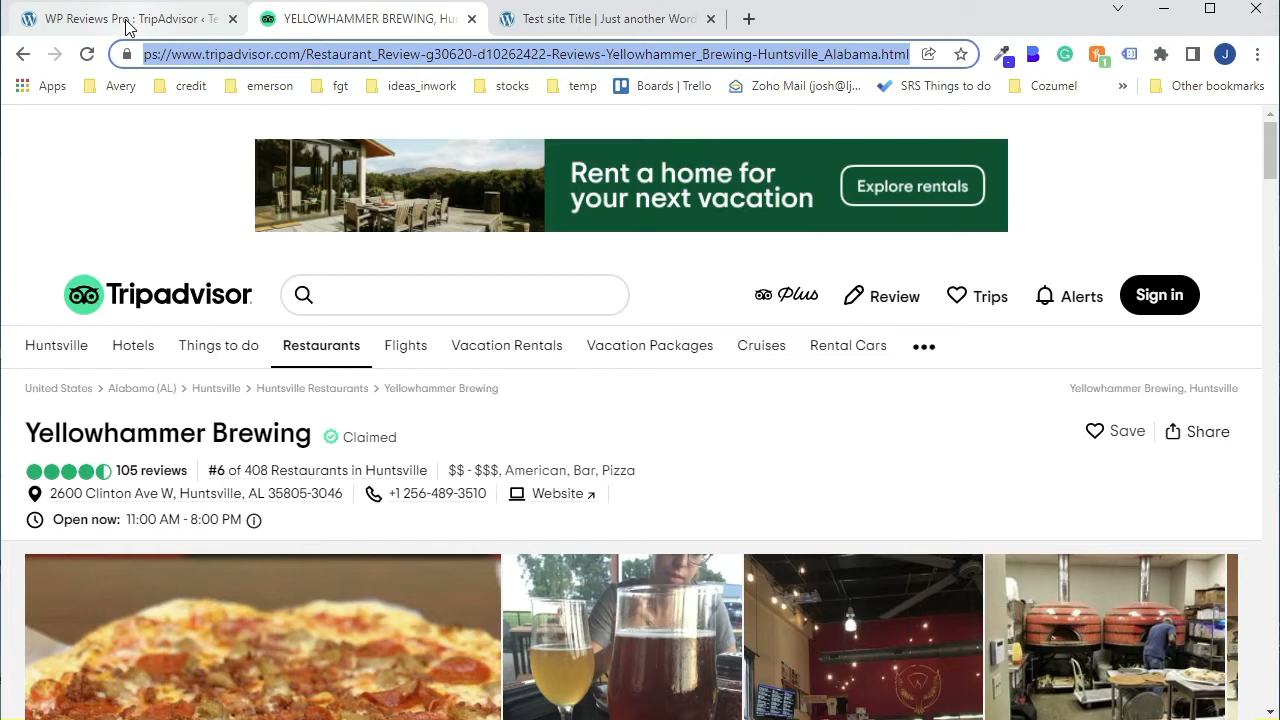 WP Reviews Pro : TripAdvisor ‹ Te
YELLOWHAMMER BREWING, Hu
Test site Title | Just another Word
ps://www.tripadvisor.com/Restaurant_Review-g30620-d10262422-Reviews-Yellowhammer_Brewing-Huntsville_Alabama.html
1
J
Apps
Avery
credit
emerson
fgt
ideas_inwork
stocks
temp
Boards | Trello
Zoho Mail (josh@lj...
SRS Things to do
Cozumel
»
Other bookmarks
Rent a home for
your next vacation
Explore rentals
Tripadvisor
Plus
Review
Trips
Alerts
Sign in
Huntsville
Hotels
Things to do
Restaurants
Flights
Vacation Rentals
Vacation Packages
Cruises
Rental Cars
United States > Alabama (AL) > Huntsville > Huntsville Restaurants > Yellowhammer Brewing
Yellowhammer Brewing, Huntsville
Yellowhammer Brewing
Claimed
Save
Share
105 reviews
#6 of 408 Restaurants in Huntsville
$$ - $$$, American, Bar, Pizza
2600 Clinton Ave W, Huntsville, AL 35805-3046
+1 256-489-3510
Website
Open now: 11:00 AM - 8:00 PM